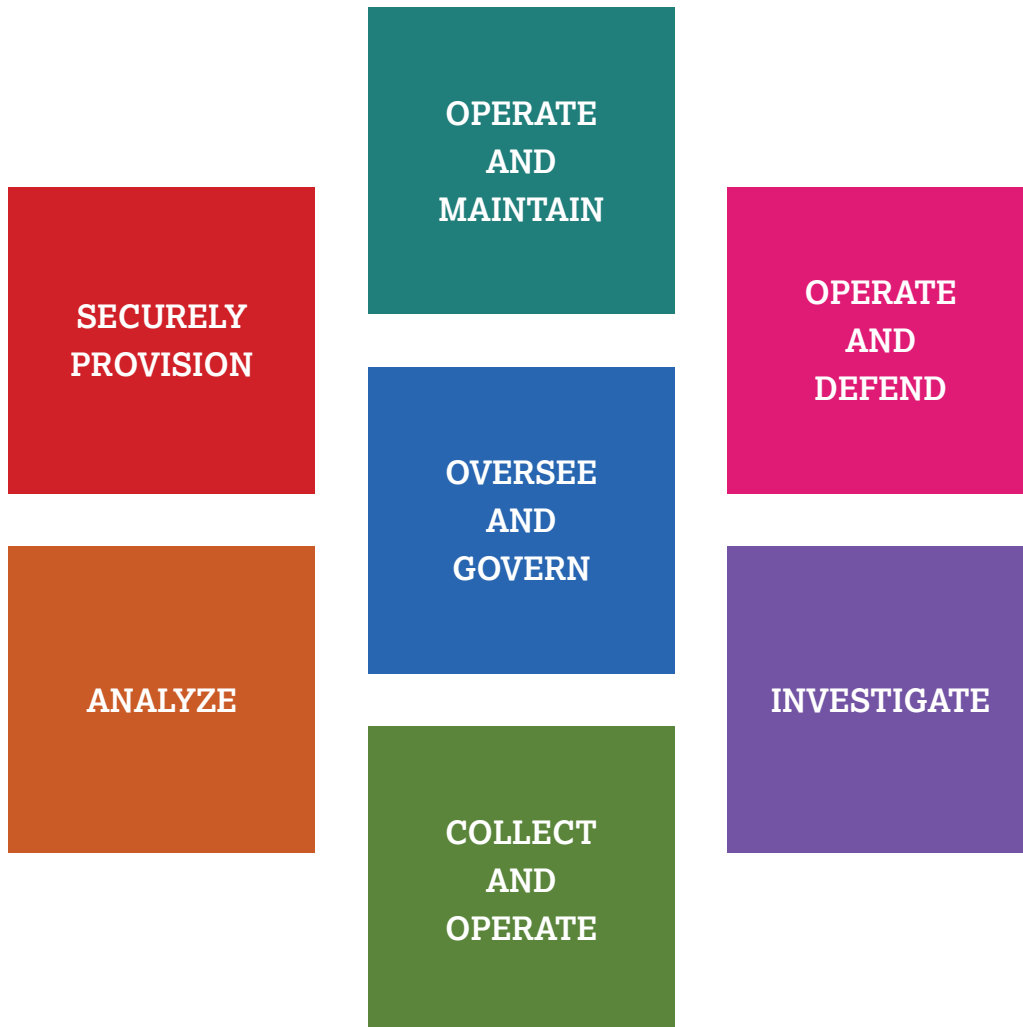 OPERATE
AND
MAINTAIN
SECURELY
PROVISION
OPERATE
AND
DEFEND
OVERSEE
AND
GOVERN
ANALYZE
INVESTIGATE
COLLECT
AND
OPERATE